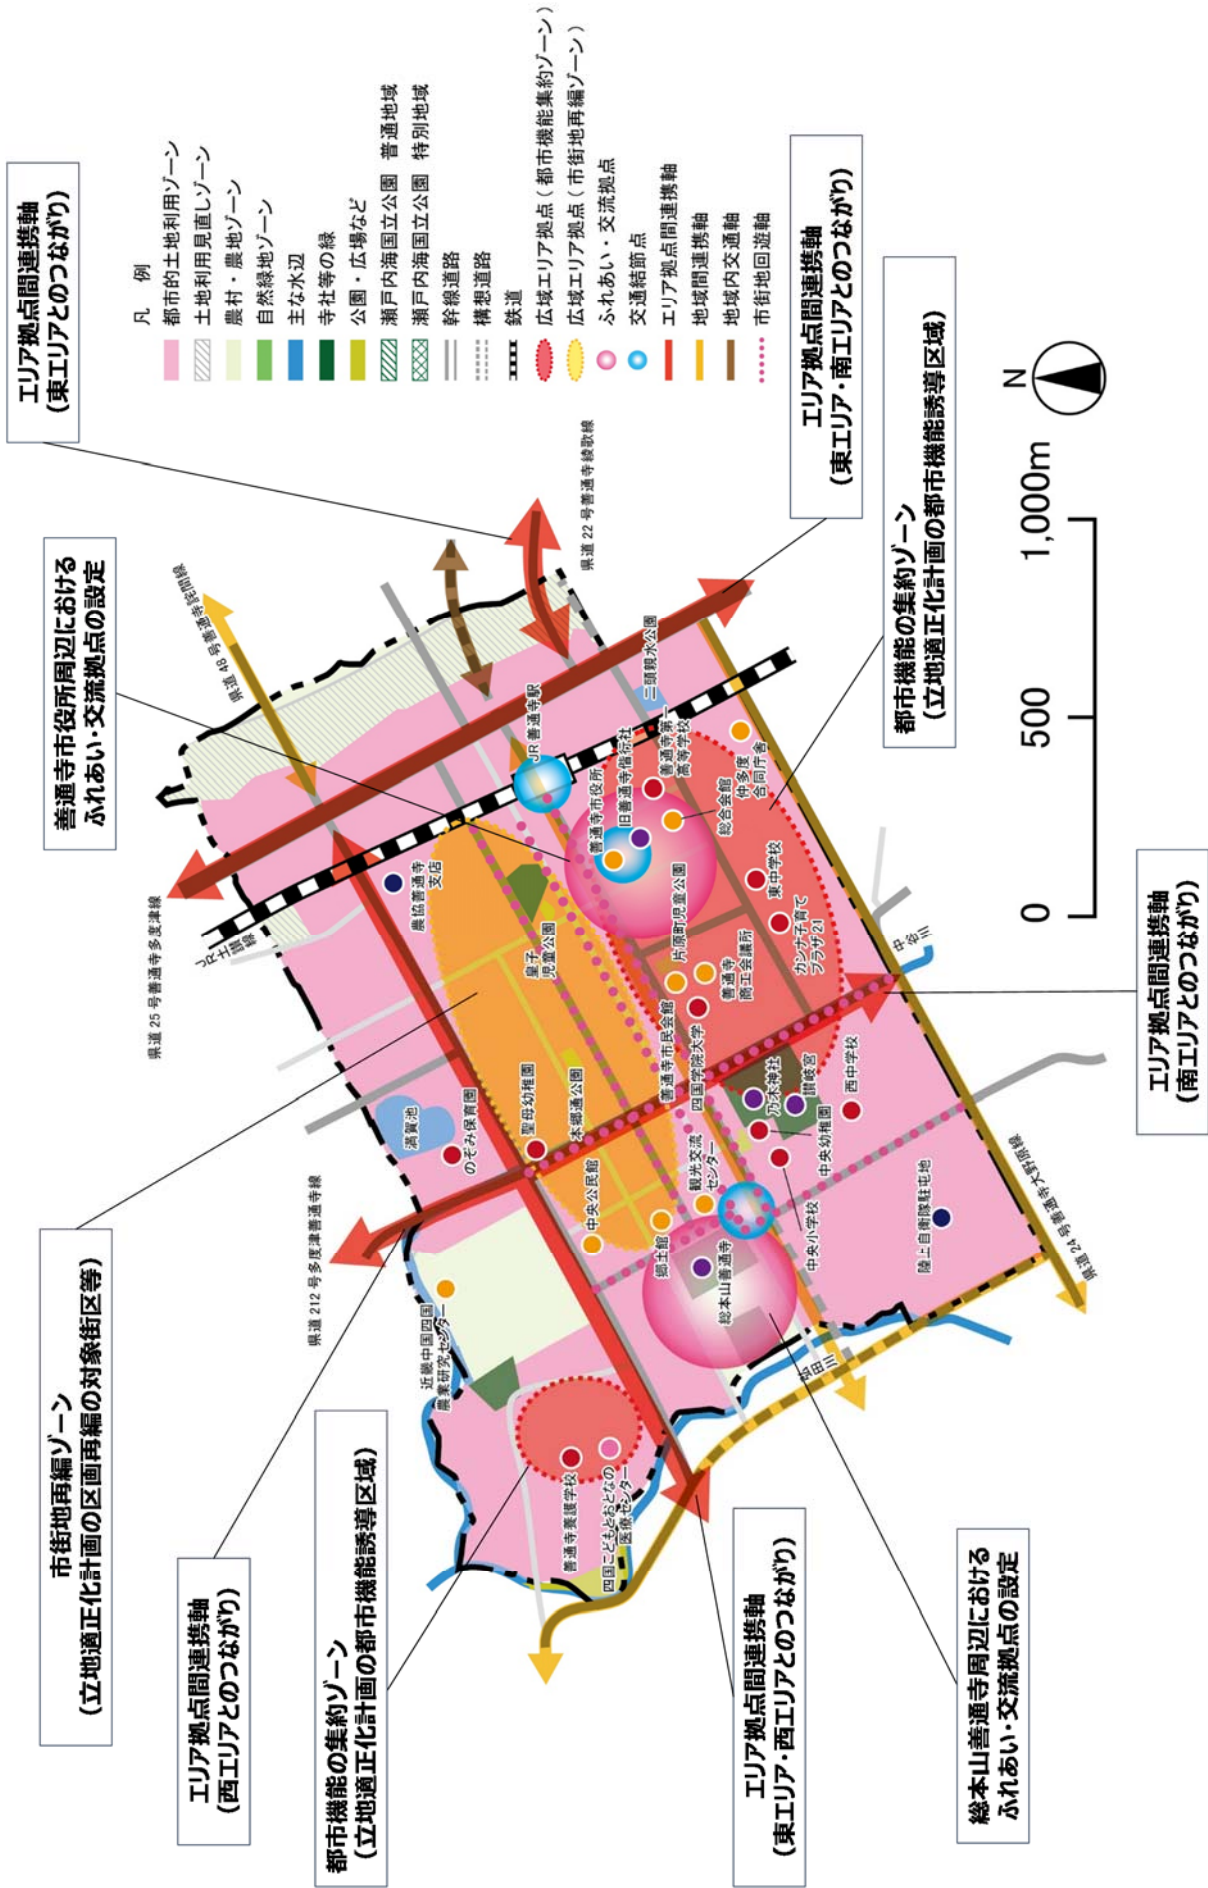 市街地再編ゾーン
(立地適正化計画の区画再編の対象街区等)
善通寺市役所周辺における
ふれあい・交流拠点の設定
エリア拠点間連携軸
(東エリアとのつながり)
エリア拠点間連携軸
(西エリアとのつながり)
都市機能の集約ゾーン
(立地適正化計画の都市機能誘導区域)
エリア拠点間連携軸
(東エリア・西エリアとのつながり)
総本山善通寺周辺における
ふれあい・交流拠点の設定
エリア拠点間連携軸
(南エリアとのつながり)
都市機能の集約ゾーン
(立地適正化計画の都市機能誘導区域)
エリア拠点間連携軸
(東エリア・南エリアとのつながり)
凡 例
都市的土地利用ゾーン
土地利用見直しゾーン
農村・農地ゾーン
自然緑地ゾーン
主な水辺
寺社等の緑
公園・広場など
瀬戸内海国立公園 普通地域
瀬戸内海国立公園 特別地域
幹線道路
構想道路
鉄道
広域エリア拠点(都市機能集約ゾーン)
広域エリア拠点(市街地再編ゾーン)
ふれあい・交流拠点
交通結節点
エリア拠点間連携軸
地域間連携軸
地域内交通軸
市街地回遊軸
県道212号多度津善通寺線
県道25号善通寺多度津線
JR土讃線
県道48号善通寺詫間線
県道22号善通寺綾歌線
県道24号善通寺大野原線
近畿中国四国
農業研究センター
満賀池
のぞみ保育園
農協善通寺
支店
聖母幼稚園
本郷通公園
皇子
児童公園
中央公民館
郷土館
観光交流
センター
善通寺市民会館
四国学院大学
善通寺
商工会議所
片原町児童公園
善通寺市役所
旧善通寺偕行社
JR善通寺駅
善通寺第一
高等学校
二頭親水公園
総合会館
仲多度
合同庁舎
東中学校
カンナ子育て
プラザ21
乃木神社
讃岐宮
中央幼稚園
西中学校
中央小学校
総本山善通寺
陸上自衛隊駐屯地
弘田川
中谷川
善通寺養護学校
四国こどもとおとなの
医療センター
0 500 1,000m
N